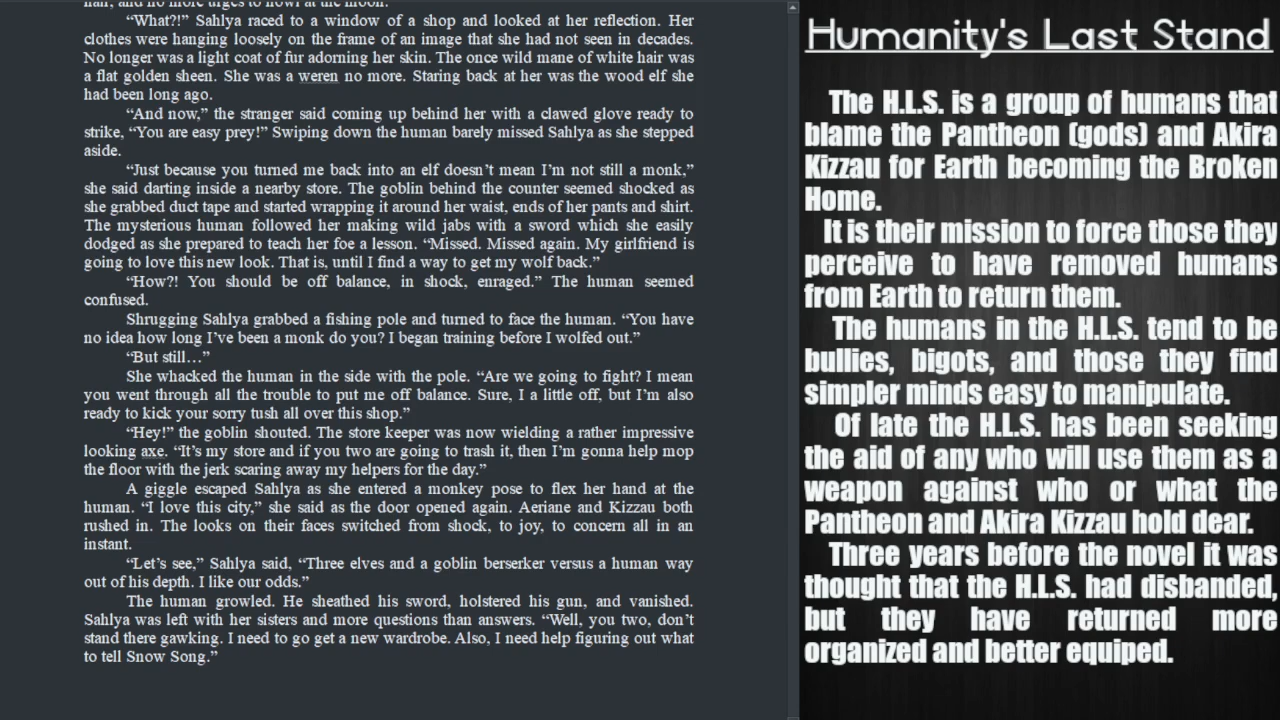 hair, and no more urges to howl at the moon.
“What?!” Sahlya raced to a window of a shop and looked at her reflection. Her
clothes were hanging loosely on the frame of an image that she had not seen in decades.
No longer was a light coat of fur adorning her skin. The once wild mane of white hair was
a flat golden sheen. She was a weren no more. Staring back at her was the wood elf she
had been long ago.
“And now,” the stranger said coming up behind her with a clawed glove ready to
strike, “You are easy prey!” Swiping down the human barely missed Sahlya as she stepped
aside.
“Just because you turned me back into an elf doesn’t mean I’m not still a monk,”
she said darting inside a nearby store. The goblin behind the counter seemed shocked as
she grabbed duct tape and started wrapping it around her waist, ends of her pants and shirt.
The mysterious human followed her making wild jabs with a sword which she easily
dodged as she prepared to teach her foe a lesson. “Missed. Missed again. My girlfriend is
going to love this new look. That is, until I find a way to get my wolf back.”
“How?! You should be off balance, in shock, enraged.” The human seemed
confused.
Shrugging Sahlya grabbed a fishing pole and turned to face the human. “You have
no idea how long I’ve been a monk do you? I began training before I wolfed out.”
“But still…”
She whacked the human in the side with the pole. “Are we going to fight? I mean
you went through all the trouble to put me off balance. Sure, I a little off, but I’m also
ready to kick your sorry tush all over this shop.”
“Hey!” the goblin shouted. The store keeper was now wielding a rather impressive
looking axe. “It’s my store and if you two are going to trash it, then I’m gonna help mop
the floor with the jerk scaring away my helpers for the day.”
A giggle escaped Sahlya as she entered a monkey pose to flex her hand at the
human. “I love this city,” she said as the door opened again. Aeriane and Kizzau both
rushed in. The looks on their faces switched from shock, to joy, to concern all in an
instant.
“Let’s see,” Sahlya said, “Three elves and a goblin berserker versus a human way
out of his depth. I like our odds.”
The human growled. He sheathed his sword, holstered his gun, and vanished.
Sahlya was left with her sisters and more questions than answers. “Well, you two, don’t
stand there gawking. I need to go get a new wardrobe. Also, I need help figuring out what
to tell Snow Song.”
Humanity's Last Stand
The H.L.S. is a group of humans that
blame the Pantheon (gods) and Akira
Kizzau for Earth becoming the Broken
Home.
It is their mission to force those they
perceive to have removed humans
from Earth to return them.
The humans in the H.L.S. tend to be
bullies, bigots, and those they find
simpler minds easy to manipulate.
Of late the H.L.S. has been seeking
the aid of any who will use them as a
weapon against who or what the
Pantheon and Akira Kizzau hold dear.
Three years before the novel it was
thought that the H.L.S. had disbanded,
but they have returned more
organized and better equiped.